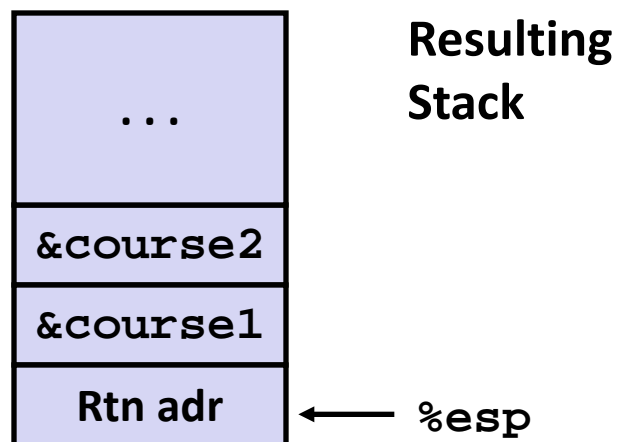 Resulting
Stack
...
&course2
&course1
Rtn adr
%esp